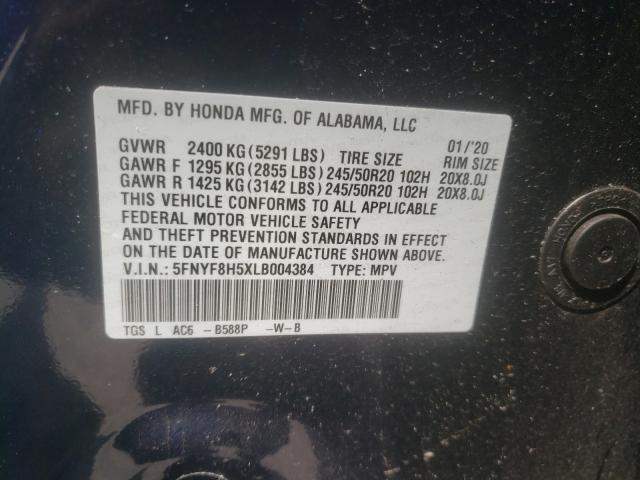 MFD. BY HONDA MFG. OF ALABAMA, LLC
GVWR 2400 KG (5291 LBS) TIRE SIZE 01/'20 RIM SIZE
GAWR F 1295 KG (2855 LBS) 245/50R20 102H 20X8.0J
GAWR R 1425 KG (3142 LBS) 245/50R20 102H 20X8.0J
THIS VEHICLE CONFORMS TO ALL APPLICABLE
FEDERAL MOTOR VEHICLE SAFETY
AND THEFT PREVENTION STANDARDS IN EFFECT
ON THE DATE OF MANUFACTURE SHOWN ABOVE.
V.I.N.: 5FNYF8H5XLB004384 TYPE: MPV
TGS L AC6 -B588P -W-B